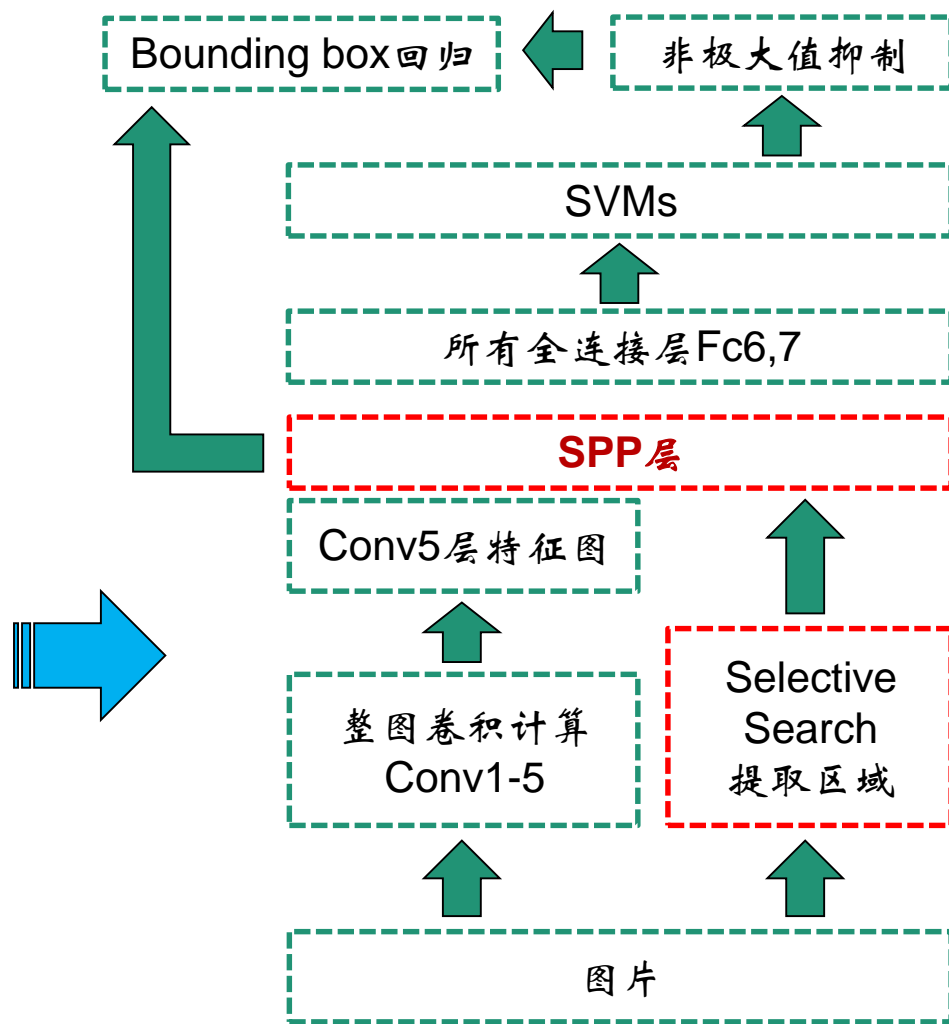 Bounding box回归
非极大值抑制
SVMs
所有全连接层Fc6,7
SPP层
Conv5层特征图
整图卷积计算
Conv1-5
Selective
Search
提取区域
图片